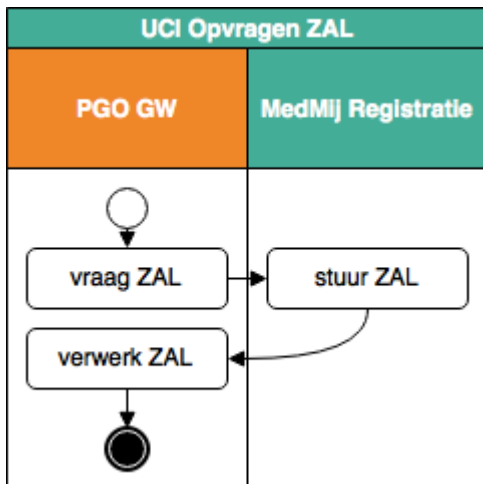 UCI Opvragen ZAL
PGO GW
MedMij Registratie
vraag ZAL
stuur ZAL
verwerk ZAL